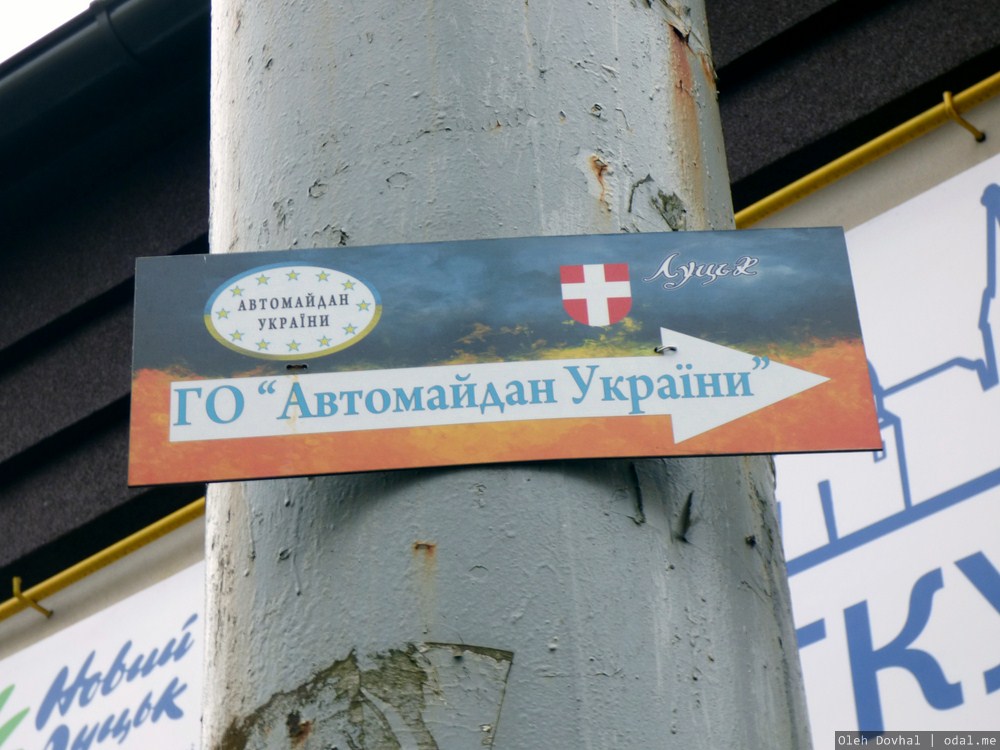 АВТОМАЙДАН
УКРАЇНИ
Луцьк
ГО “Автомайдан України”
Новий
Луцьк
Oleh Dovhal | odal.me